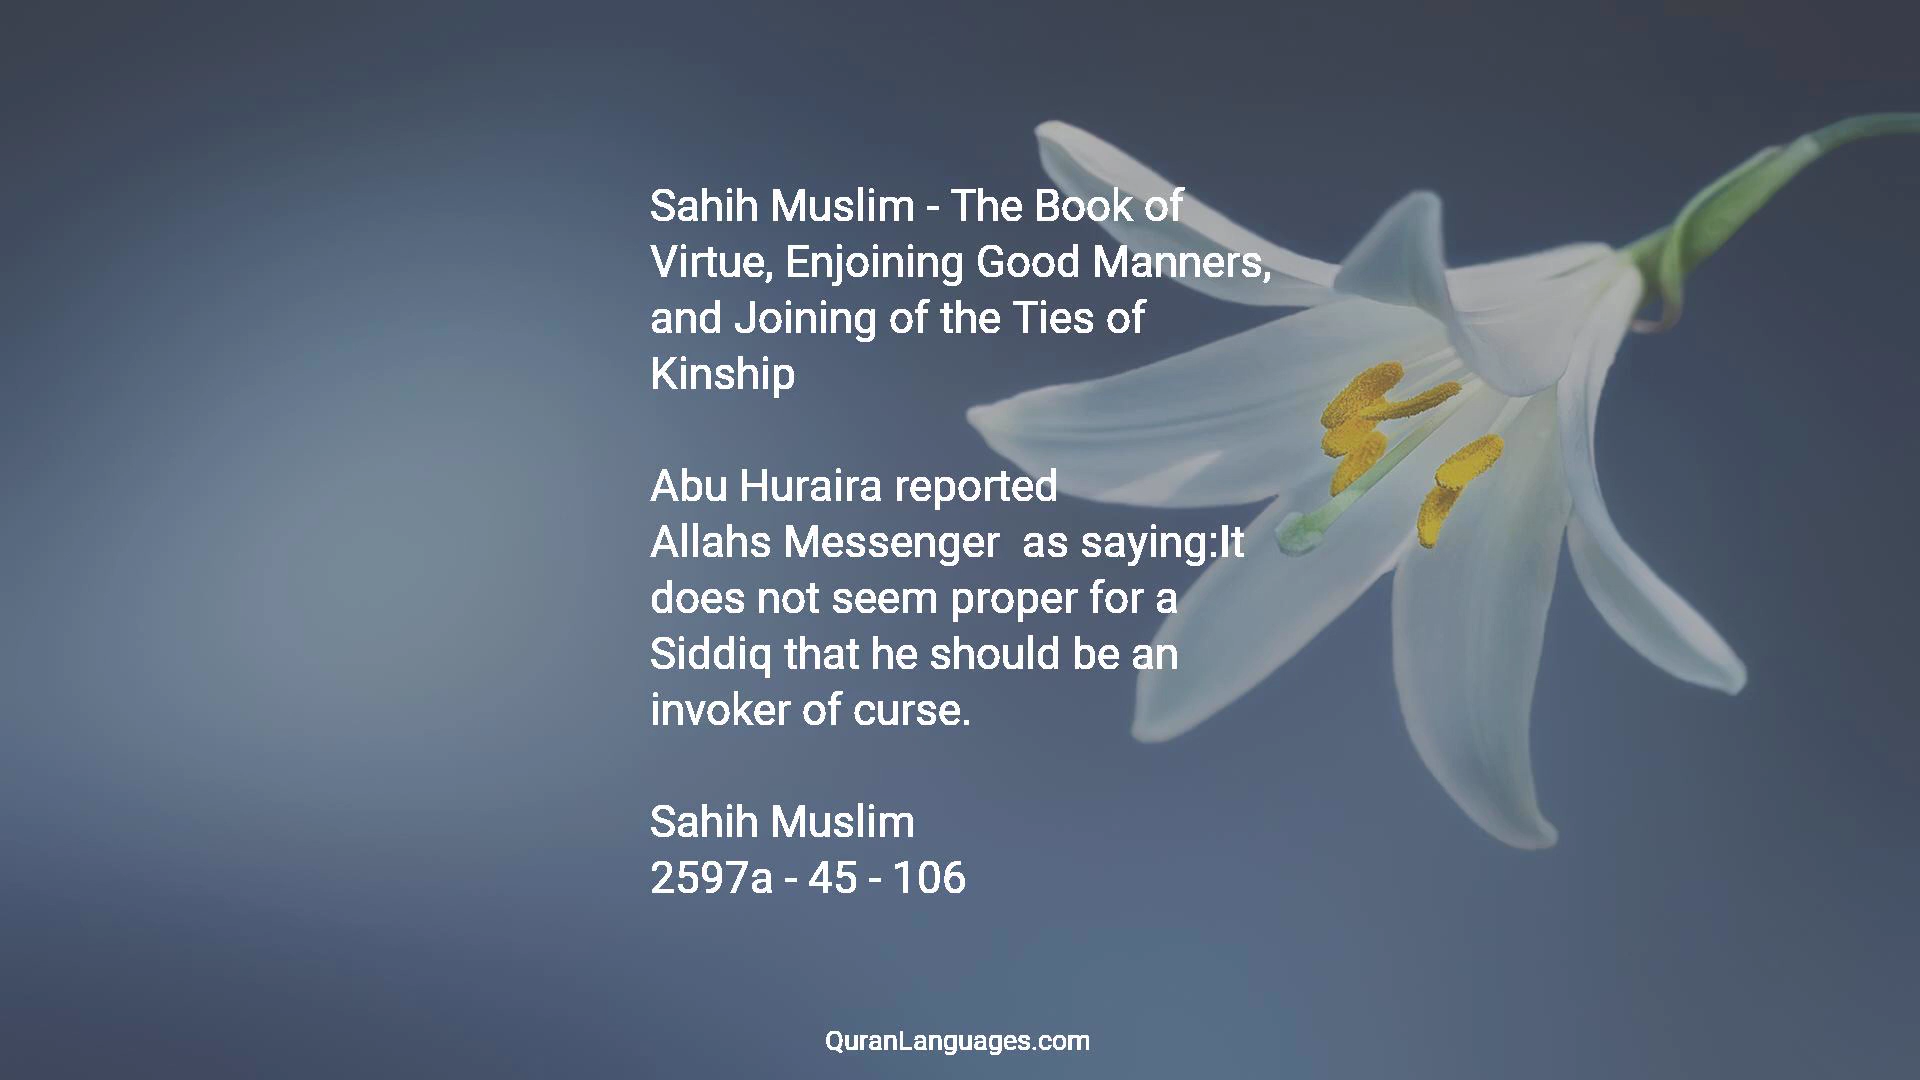 Sahih Muslim - The Book of
Virtue, Enjoining Good Manners,
and Joining of the Ties of
Kinship
Abu Huraira reported
Allahs Messenger  as saying:It
does not seem proper for a
Siddiq that he should be an
invoker of curse.
Sahih Muslim
2597a - 45 - 106
QuranLanguages.com